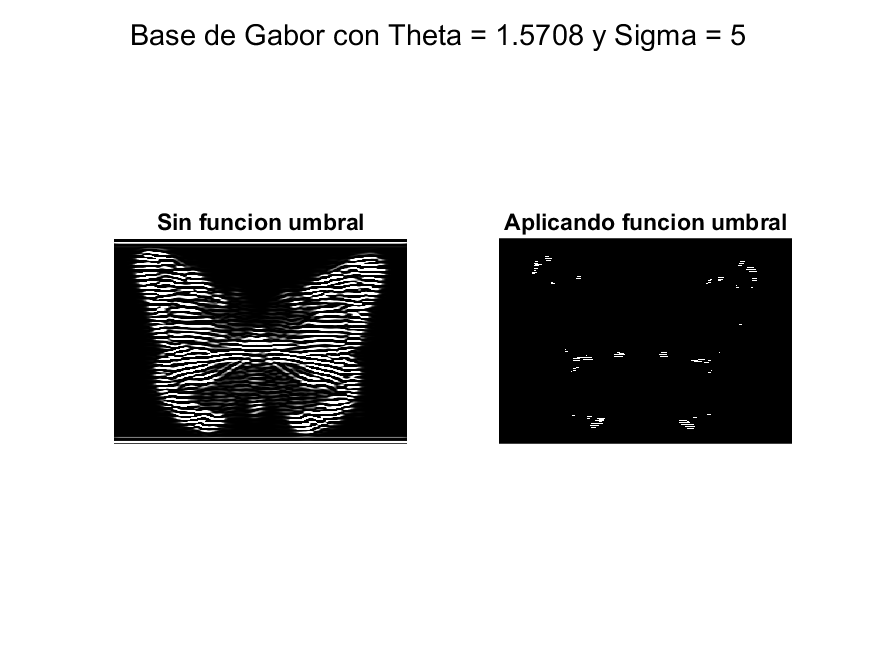 Base de Gabor con Theta = 1.5708 y Sigma = 5
Sin funcion umbral
Aplicando funcion umbral